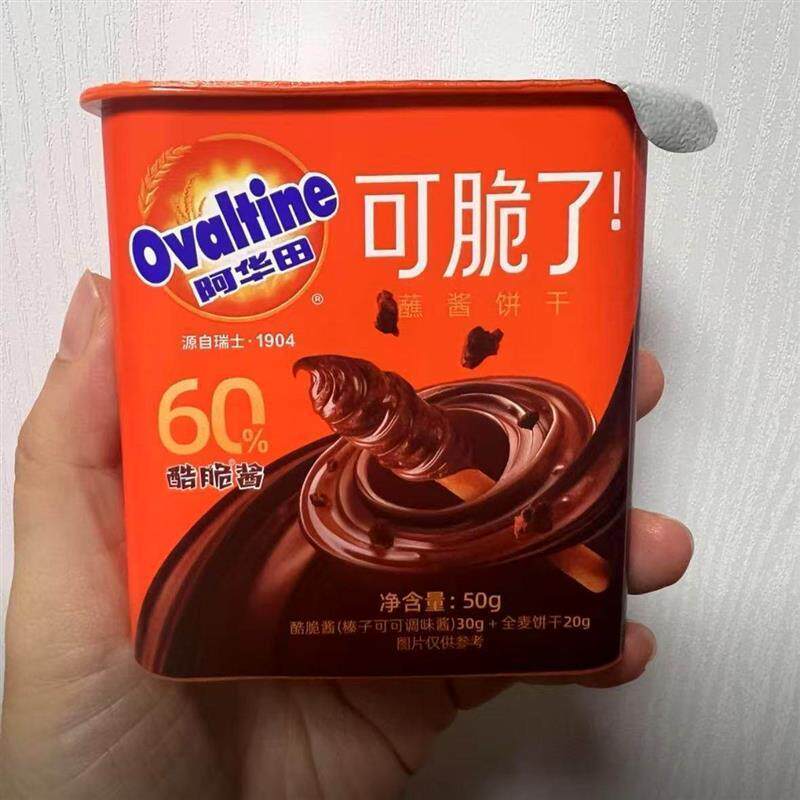 Ovaltine
阿华田
®
源自瑞士·1904
可脆了!
蘸酱饼干
60%
酷脆酱
净含量: 50g
酷脆酱(榛子可可调味酱)30g+全麦饼干20g
图片仅供参考